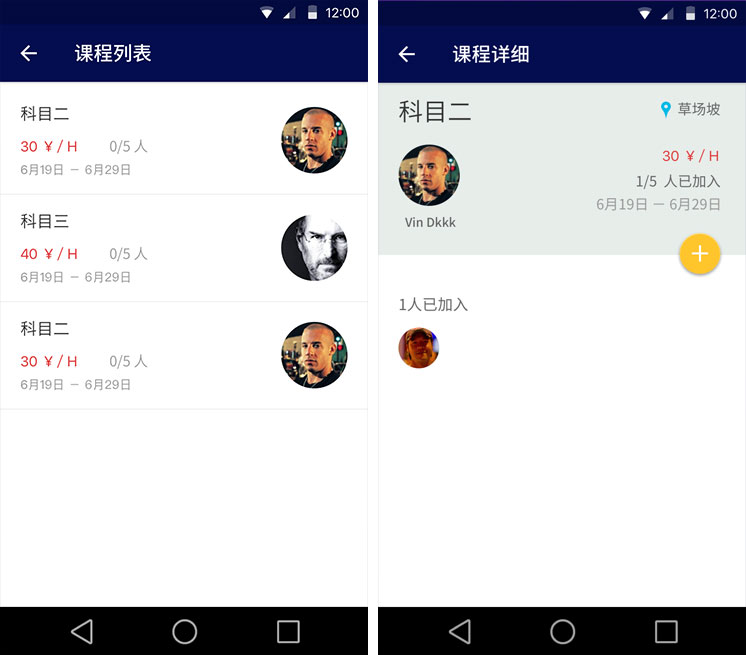 12:00
课程列表
科目二
30 ￥/ H 0/5 人
6月19日 － 6月29日
科目三
40 ￥/ H 0/5 人
6月19日 － 6月29日
科目二
30 ￥/ H 0/5 人
6月19日 － 6月29日
12:00
课程详细
科目二
草场坡
30 ￥/ H
1/5 人已加入
6月19日 － 6月29日
Vin Dkkk
1人已加入